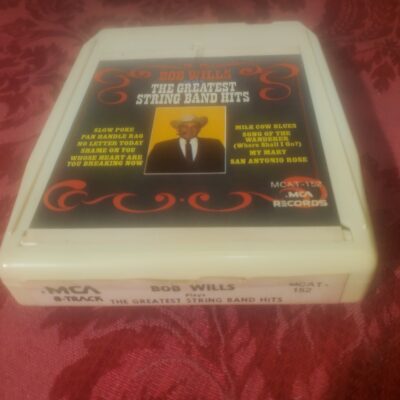 BOB WILLS
THE GREATEST
STRING BAND HITS
SLOW POKE
PAN HANDLE RAG
NO LETTER TODAY
SHAME ON YOU
WHOSE HEART ARE
YOU BREAKING NOW
MILK COW BLUES
SONG OF THE
WANDERER
(Where Shall I Go?)
MY MARY
SAN ANTONIO ROSE
MCAT-152
MCA
RECORDS
MCA
8-TRACK
BOB WILLS
Plays
THE GREATEST STRING BAND HITS
MCAT-
152